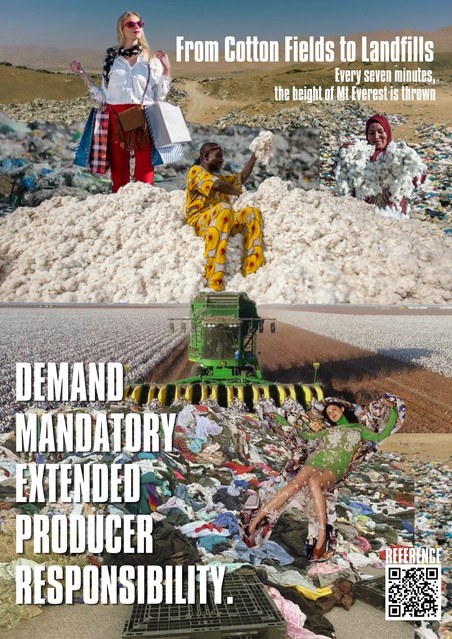 From Cotton Fields to Landfills
Every seven minutes,
the height of Mt Everest is thrown
DEMAND
MANDATORY
EXTENDED
PRODUCER
RESPONSIBILITY.
REFERENCE